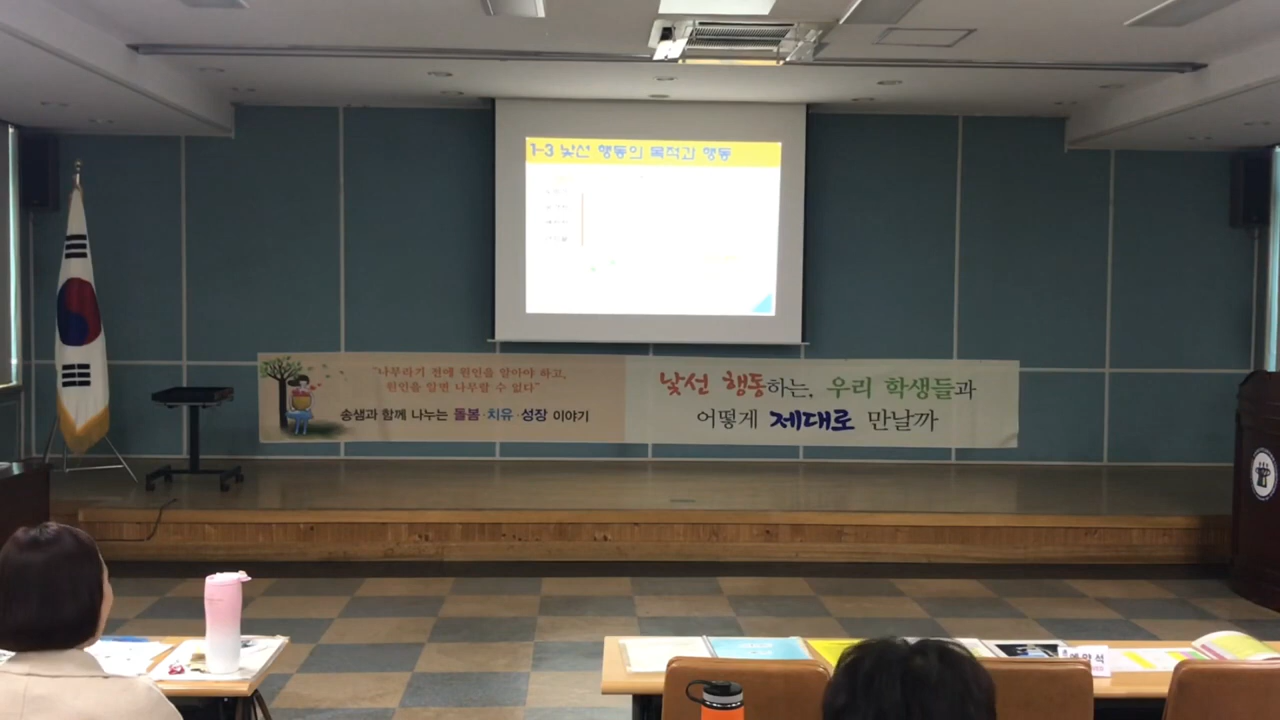 1-3 낯선 행동의 목적과 행동
"나무라기 전에 원인을 알아야 하고,
원인을 알면 나무랄 수 없다"
송샘과 함께 나누는 돌봄·치유·성장 이야기
낯선 행동하는, 우리 학생들과
어떻게 제대로 만날까